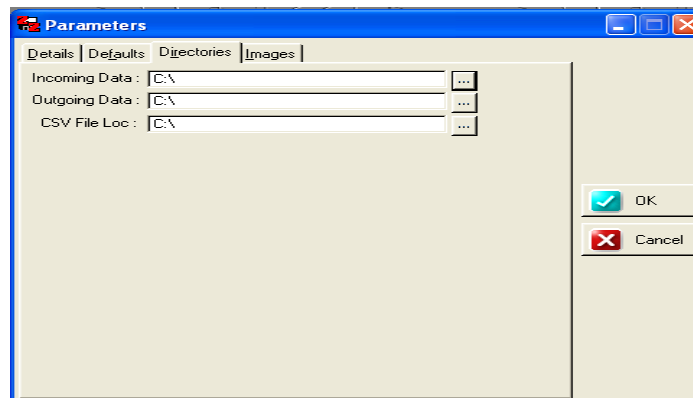 Parameters
Details Defaults Directories Images
Incoming Data : C:\ ...
Outgoing Data : C:\ ...
CSV File Loc : C:\ ...
OK
Cancel